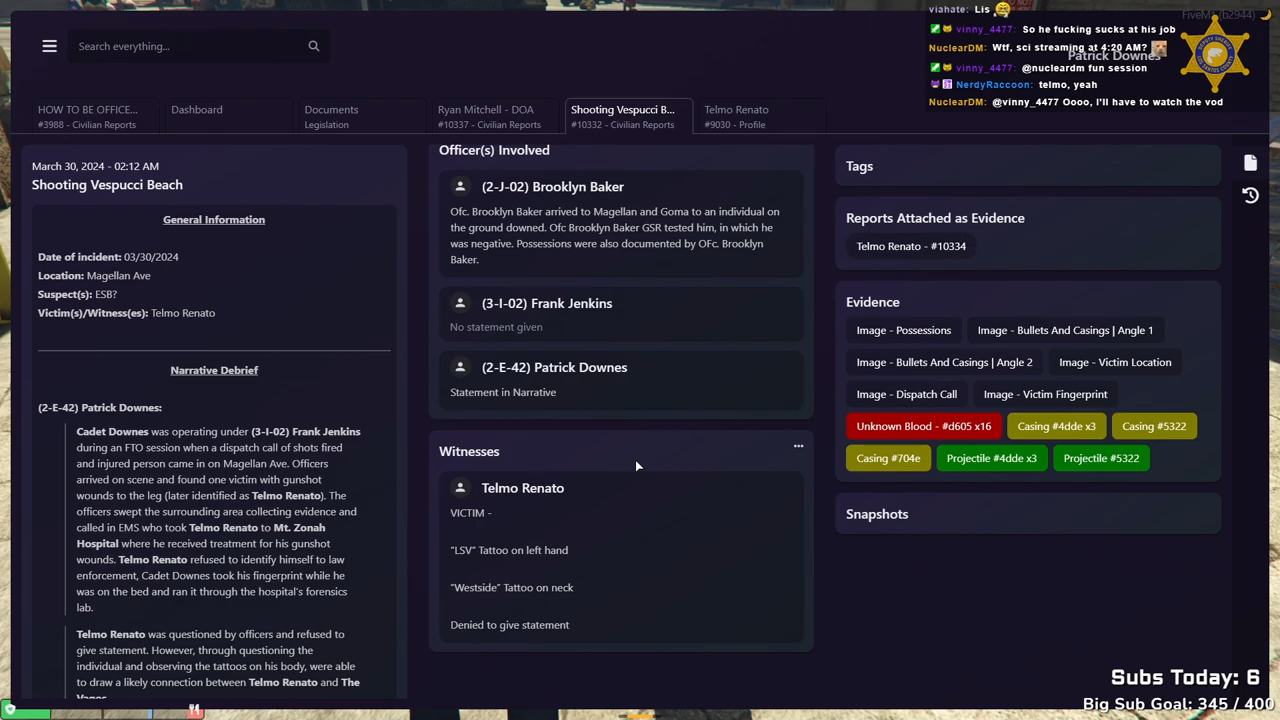 viahate: Lis
FiveM® (b2944)
vinny_4477: So he fucking sucks at his job
NuclearDM: Wtf, sci streaming at 4:20 AM?
Patrick Downes
vinny_4477: @nucleardm fun session
NerdyRaccoon: telmo, yeah
NuclearDM: @vinny_4477 Oooo, I'll have to watch the vod
Search everything...
HOW TO BE OFFICE...
#3988 - Civilian Reports
Dashboard
Documents
Legislation
Ryan Mitchell - DOA
#10337 - Civilian Reports
Shooting Vespucci B...
#10332 - Civilian Reports
Telmo Renato
#9030 - Profile
March 30, 2024 - 02:12 AM
Shooting Vespucci Beach
General Information
Date of incident: 03/30/2024
Location: Magellan Ave
Suspect(s): ESB?
Victim(s)/Witness(es): Telmo Renato
Narrative Debrief
(2-E-42) Patrick Downes:
Cadet Downes was operating under (3-I-02) Frank Jenkins
during an FTO session when a dispatch call of shots fired
and injured person came in on Magellan Ave. Officers
arrived on scene and found one victim with gunshot
wounds to the leg (later identified as Telmo Renato). The
officers swept the surrounding area collecting evidence and
called in EMS who took Telmo Renato to Mt. Zonah
Hospital where he received treatment for his gunshot
wounds. Telmo Renato refused to identify himself to law
enforcement, Cadet Downes took his fingerprint while he
was on the bed and ran it through the hospital's forensics
lab.
Telmo Renato was questioned by officers and refused to
give statement. However, through questioning the
individual and observing the tattoos on his body, were able
to draw a likely connection between Telmo Renato and The
Vagos
Officer(s) Involved
(2-J-02) Brooklyn Baker
Ofc. Brooklyn Baker arrived to Magellan and Goma to an individual on
the ground downed. Ofc Brooklyn Baker GSR tested him, in which he
was negative. Possessions were also documented by OFc. Brooklyn
Baker.
(3-I-02) Frank Jenkins
No statement given
(2-E-42) Patrick Downes
Statement in Narrative
Witnesses
Telmo Renato
VICTIM -
“LSV” Tattoo on left hand
“Westside” Tattoo on neck
Denied to give statement
Tags
Reports Attached as Evidence
Telmo Renato - #10334
Evidence
Image - Possessions
Image - Bullets And Casings | Angle 1
Image - Bullets And Casings | Angle 2
Image - Victim Location
Image - Dispatch Call
Image - Victim Fingerprint
Unknown Blood - #d605 x16
Casing #4dde x3
Casing #5322
Casing #704e
Projectile #4dde x3
Projectile #5322
Snapshots
Subs Today: 6
Big Sub Goal: 345 / 400